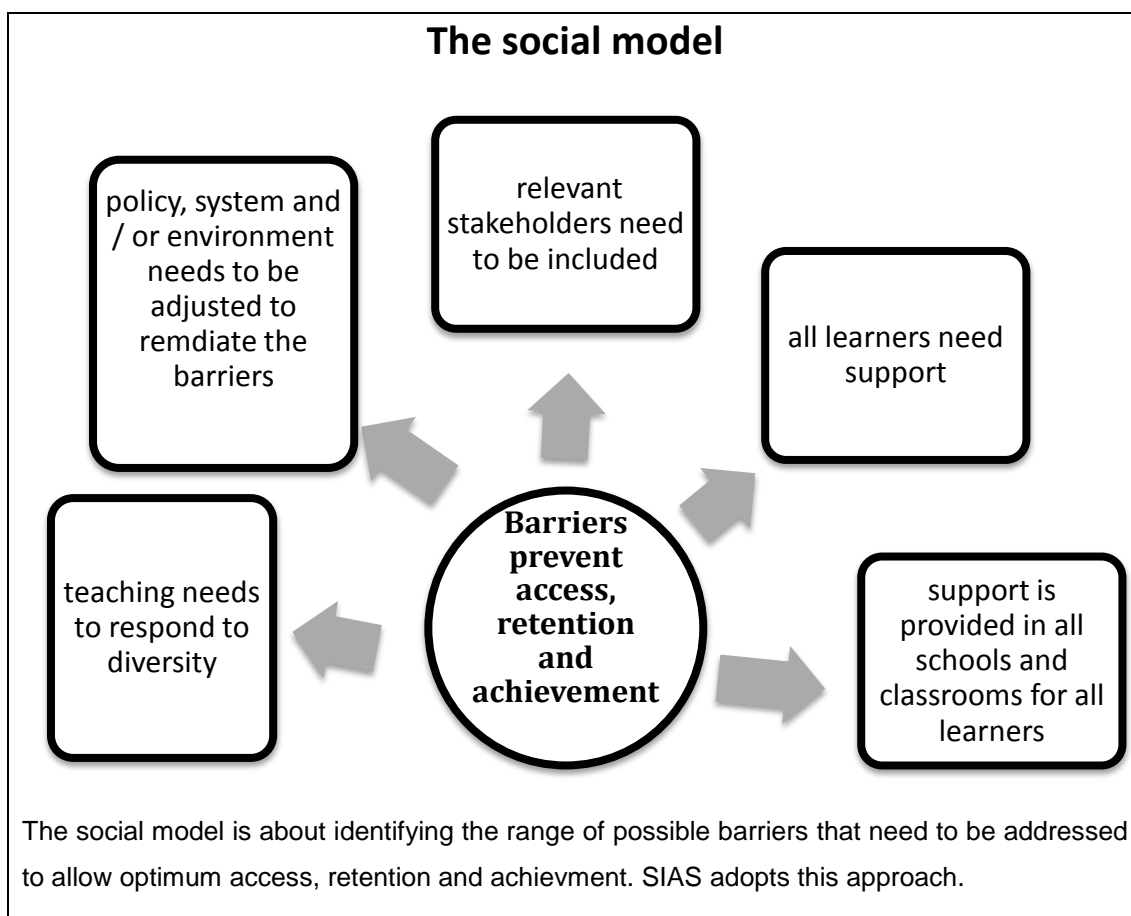 The social model
policy, system and
/ or environment
needs to be
adjusted to
remdiate the
barriers
relevant
stakeholders need
to be included
all learners need
support
teaching needs
to respond to
diversity
Barriers
prevent
access,
retention
and
achievement
support is
provided in all
schools and
classrooms for all
learners
The social model is about identifying the range of possible barriers that need to be addressed
to allow optimum access, retention and achievment. SIAS adopts this approach.